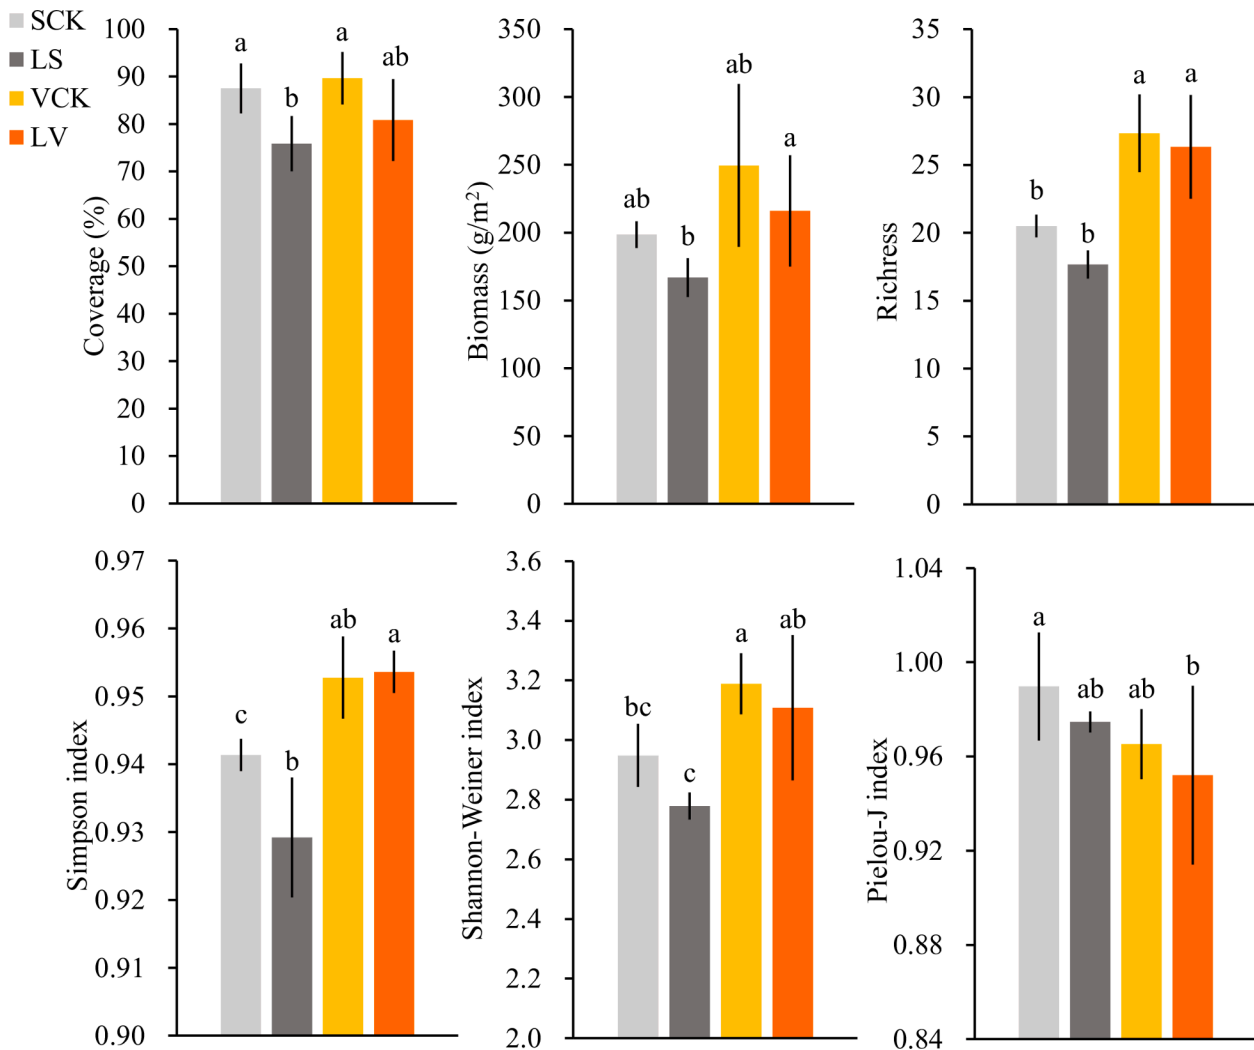 SCK
LS
VCK
LV
Coverage (%)
100
90
80
70
60
50
40
30
20
10
0
a
b
a
ab
Biomass (g/m²)
350
300
250
200
150
100
50
0
ab
b
ab
a
Richress
35
30
25
20
15
10
5
0
b
b
a
a
Simpson index
0.97
0.96
0.95
0.94
0.93
0.92
0.91
0.90
c
b
ab
a
Shannon-Weiner index
3.6
3.4
3.2
3.0
2.8
2.6
2.4
2.2
2.0
bc
c
a
ab
Pielou-J index
1.04
1.00
0.96
0.92
0.88
0.84
a
ab
ab
b